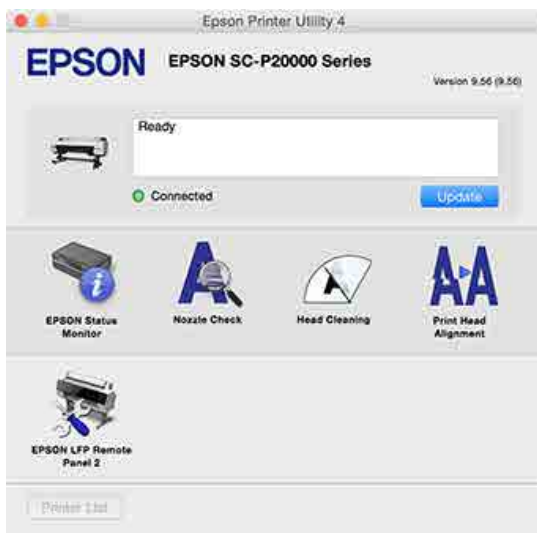 Epson Printer Utility 4
EPSON
EPSON SC-P20000 Series
Version 9.56 (9.56)
Ready
Connected
Update
EPSON Status
Monitor
Nozzle Check
Head Cleaning
Print Head
Alignment
EPSON LFP Remote
Panel 2
Printer List